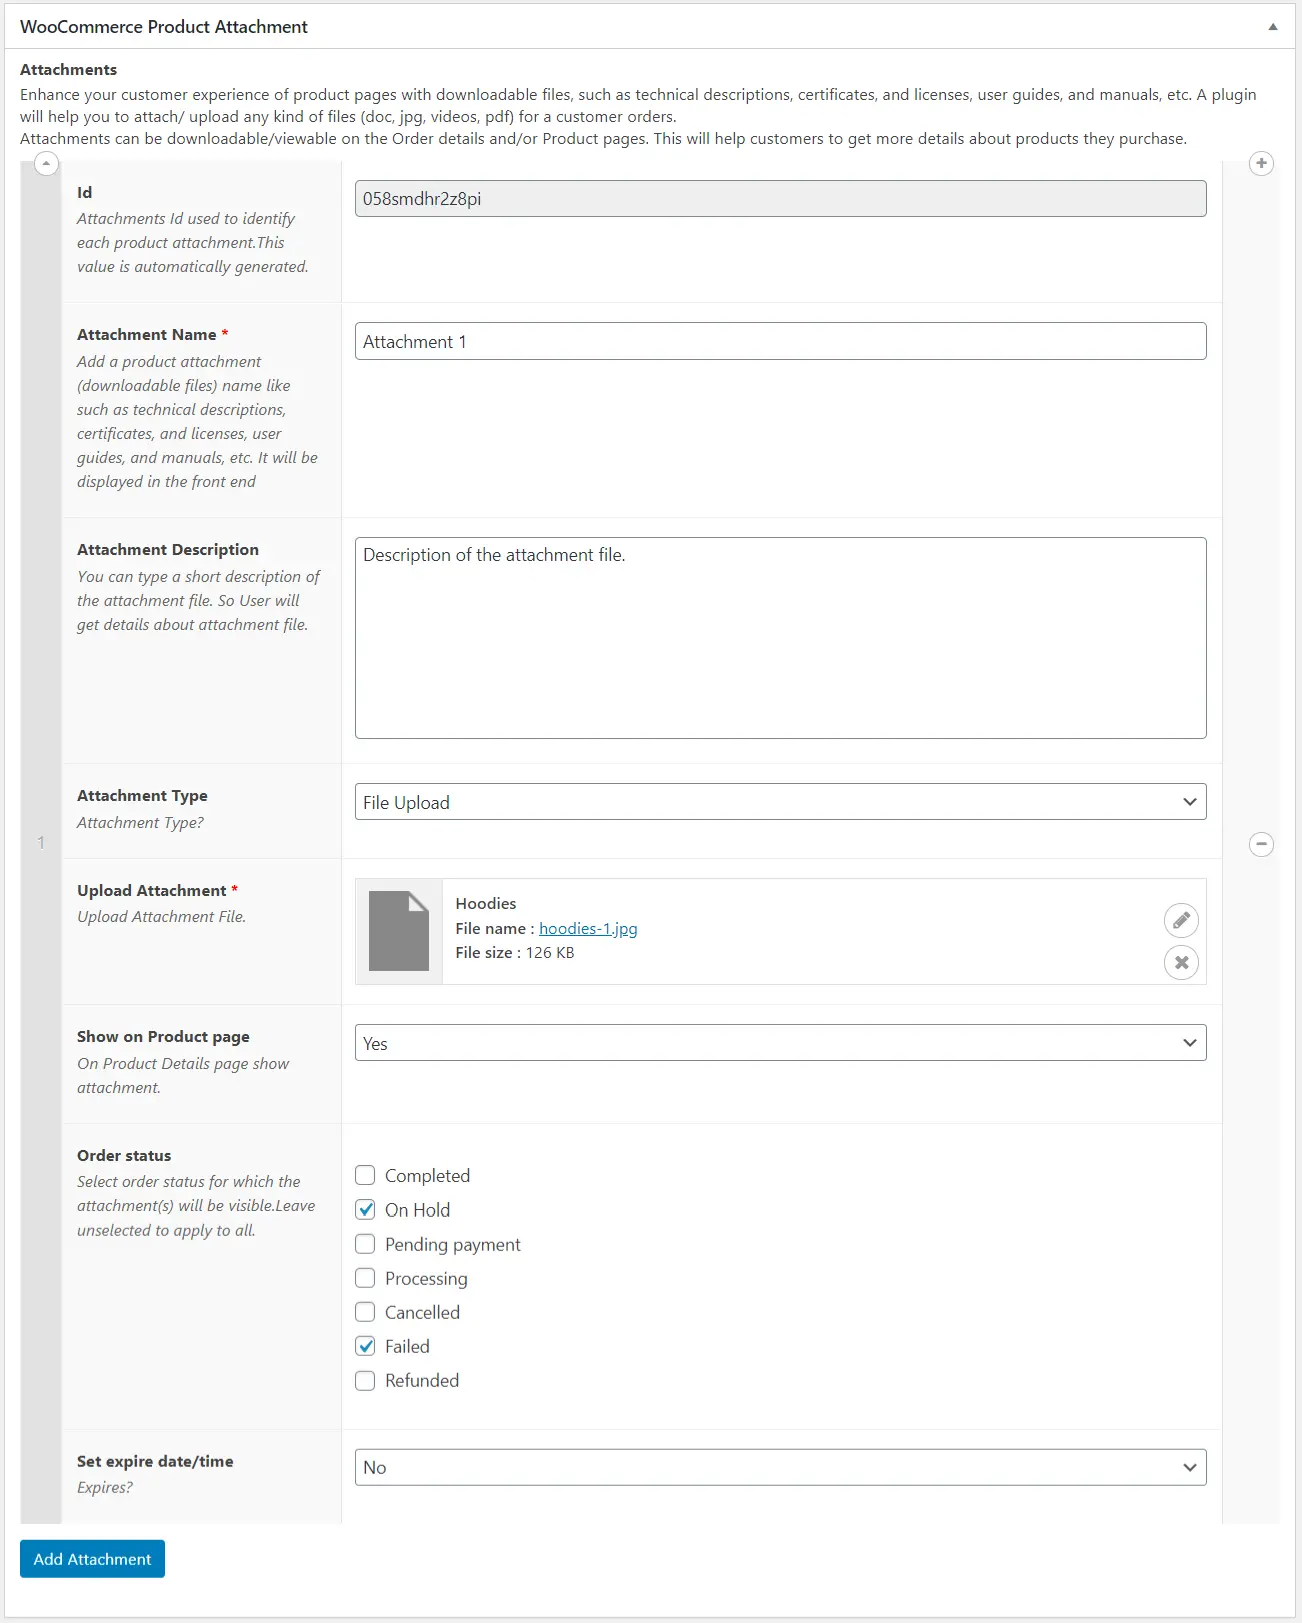 WooCommerce Product Attachment
Attachments
Enhance your customer experience of product pages with downloadable files, such as technical descriptions, certificates, and licenses, user guides, and manuals, etc. A plugin
will help you to attach/ upload any kind of files (doc, jpg, videos, pdf) for a customer orders.
Attachments can be downloadable/viewable on the Order details and/or Product pages. This will help customers to get more details about products they purchase.
Id
Attachments Id used to identify
each product attachment.This
value is automatically generated.
058smdhr2z8pi
Attachment Name *
Add a product attachment
(downloadable files) name like
such as technical descriptions,
certificates, and licenses, user
guides, and manuals, etc. It will be
displayed in the front end
Attachment 1
Attachment Description
You can type a short description of
the attachment file. So User will
get details about attachment file.
Description of the attachment file.
Attachment Type
Attachment Type?
File Upload
1
Upload Attachment *
Upload Attachment File.
Hoodies
File name : hoodies-1.jpg
File size : 126 KB
Show on Product page
On Product Details page show
attachment.
Yes
Order status
Select order status for which the
attachment(s) will be visible.Leave
unselected to apply to all.
Completed
On Hold
Pending payment
Processing
Cancelled
Failed
Refunded
Set expire date/time
Expires?
No
Add Attachment